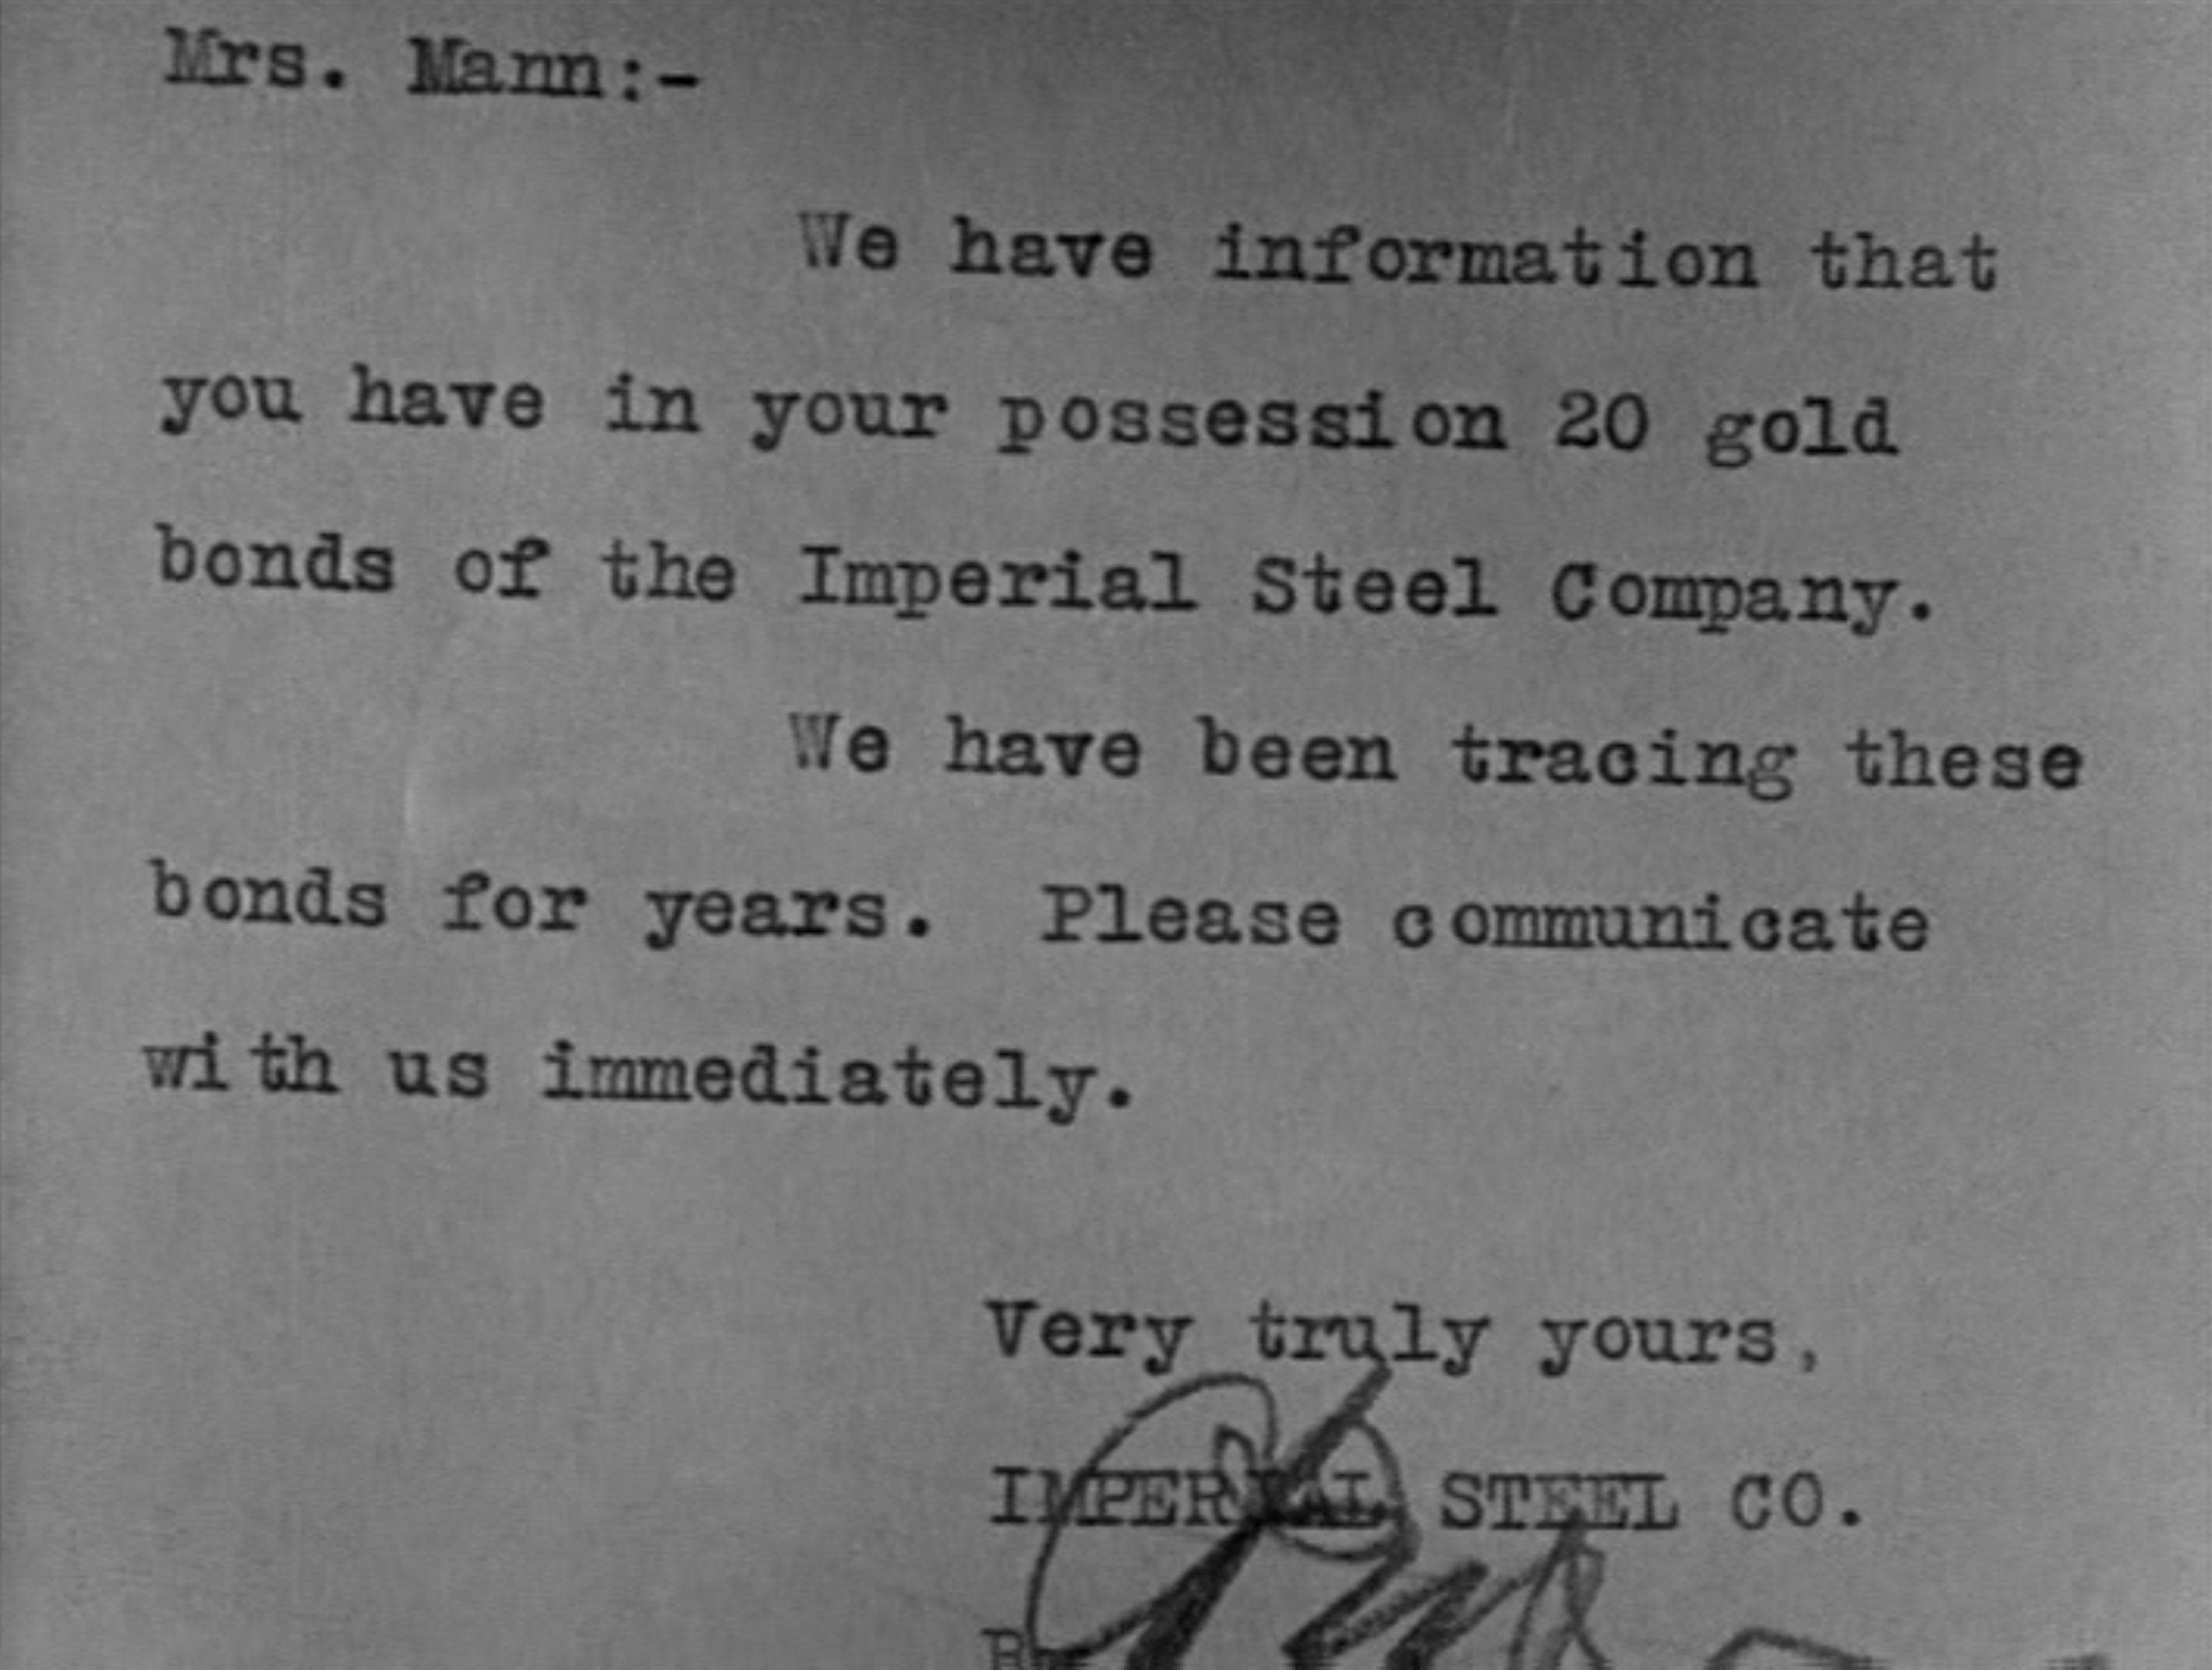 Mrs. Mann:-
We have information that
you have in your possession 20 gold
bonds of the Imperial Steel Company.
We have been tracing these
bonds for years.  Please communicate
with us immediately.
Very truly yours,
IMPERIAL STEEL CO.